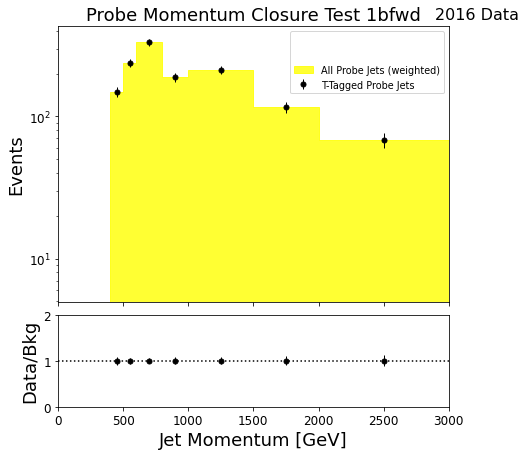 Probe Momentum Closure Test 1bfwd
2016 Data
All Probe Jets (weighted)
T-Tagged Probe Jets
Events
10²
10¹
Data/Bkg
2
1
0
0 500 1000 1500 2000 2500 3000
Jet Momentum [GeV]